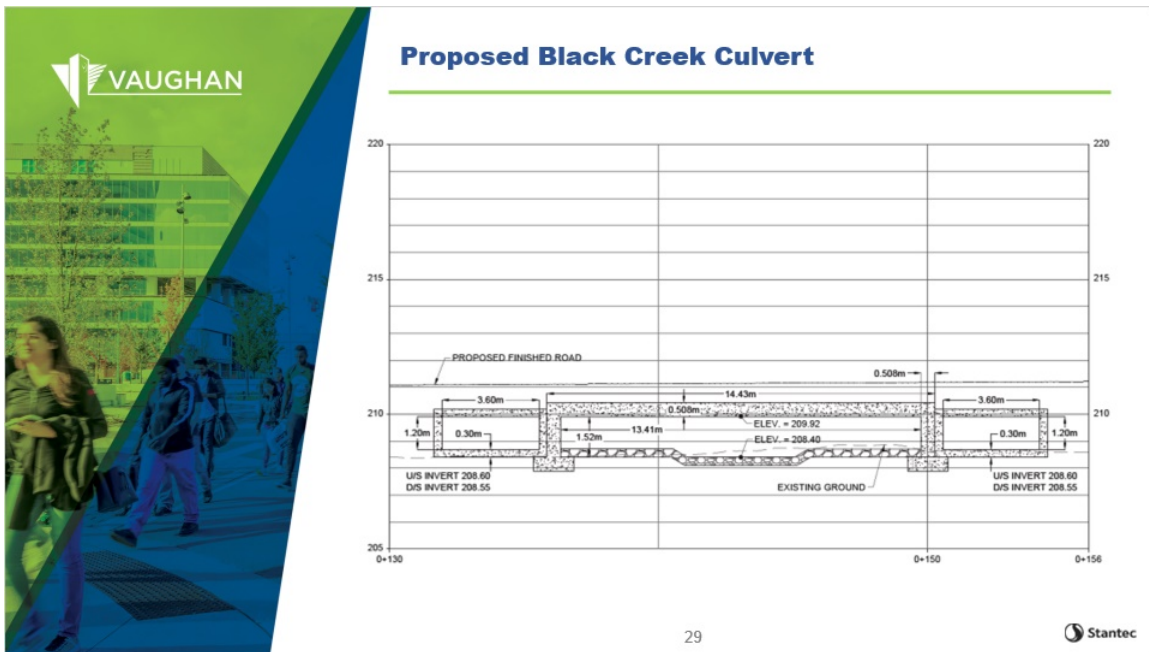 VAUGHAN
Proposed Black Creek Culvert
220
220
215
215
PROPOSED FINISHED ROAD
0.508m
14.43m
3.60m
0.508m
3.60m
210
210
ELEV. = 209.92
1.20m
0.30m
13.41m
1.52m
ELEV. = 208.40
0.30m
1.20m
U/S INVERT 208.60
D/S INVERT 208.55
EXISTING GROUND
U/S INVERT 208.60
D/S INVERT 208.55
205
205
0+130
0+150
0+156
29
Stantec